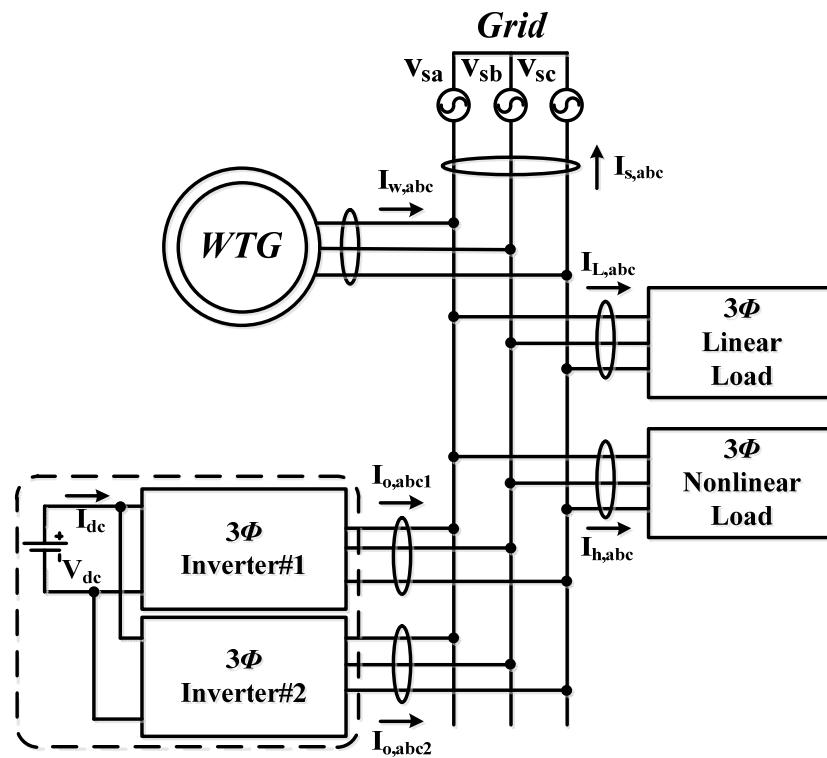 Grid
Vsa Vsb Vsc
Is,abc
Iw,abc
WTG
IL,abc
3Φ
Linear
Load
3Φ
Nonlinear
Load
Ih,abc
Io,abc1
Idc
3Φ
Inverter#1
+
-
Vdc
3Φ
Inverter#2
Io,abc2